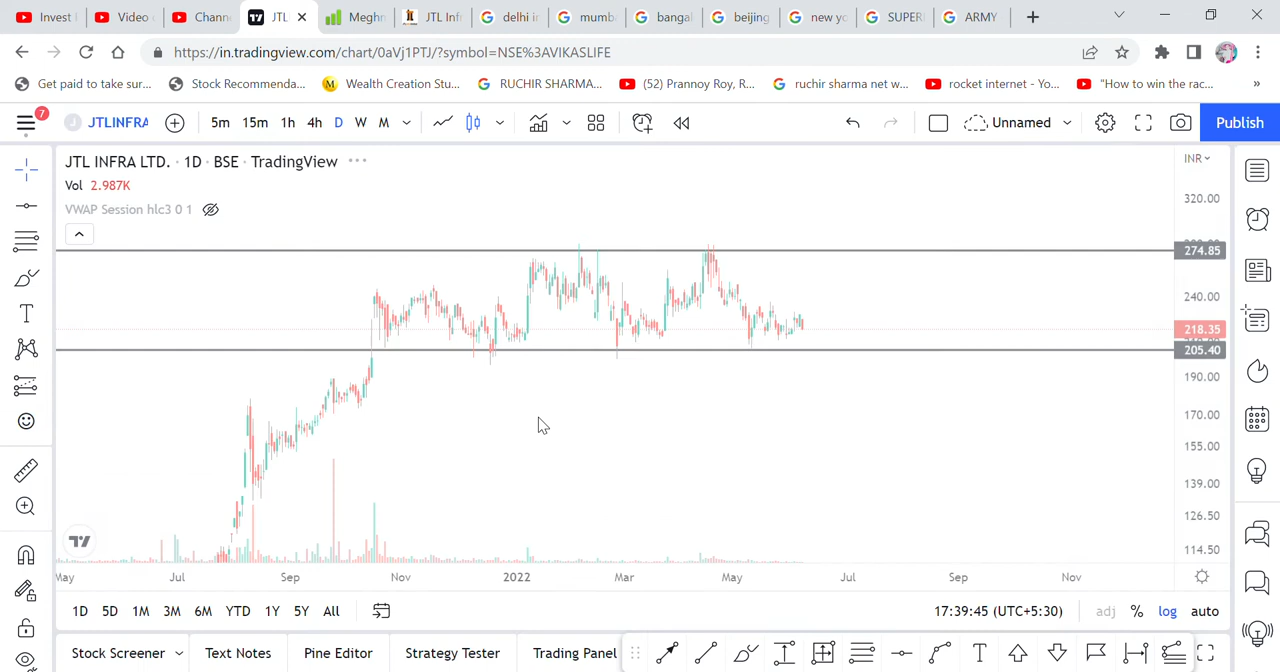 Invest
Video
Chann
JTL
Meghn
JTL Infr
delhi ir
mumb
bangal
beijing
new yo
SUPER
ARMY
https://in.tradingview.com/chart/0aVj1PTJ/?symbol=NSE%3AVIKASLIFE
Get paid to take sur...
Stock Recommenda...
M Wealth Creation Stu...
RUCHIR SHARMA...
(52) Prannoy Roy, R...
ruchir sharma net w...
rocket internet - Yo...
"How to win the rac...
»
7
J JTLINFRA
5m 15m 1h 4h D W M
Unnamed
Publish
JTL INFRA LTD. · 1D · BSE · TradingView
Vol 2.987K
VWAP Session hlc3 0 1
INR
320.00
274.85
240.00
218.35
205.40
190.00
170.00
155.00
139.00
126.50
114.50
May Jul Sep Nov 2022 Mar May Jul Sep Nov
1D 5D 1M 3M 6M YTD 1Y 5Y All
17:39:45 (UTC+5:30)
adj % log auto
Stock Screener
Text Notes
Pine Editor
Strategy Tester
Trading Panel